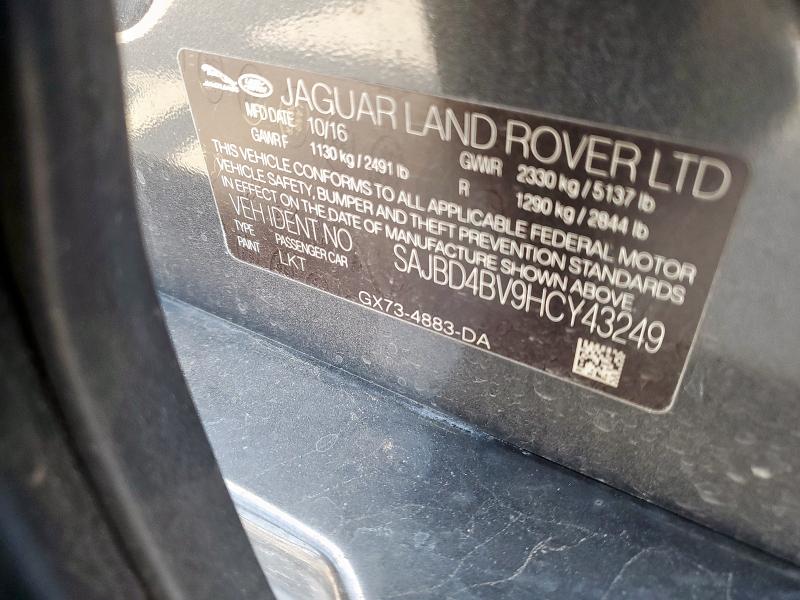 JAGUAR LAND ROVER LTD
MFD DATE 10/16 GVWR 2330 kg / 5137 lb
GAWR F 1130 kg / 2491 lb R 1290 kg / 2844 lb
THIS VEHICLE CONFORMS TO ALL APPLICABLE FEDERAL MOTOR
VEHICLE SAFETY, BUMPER AND THEFT PREVENTION STANDARDS
IN EFFECT ON THE DATE OF MANUFACTURE SHOWN ABOVE.
VEH IDENT NO SAJBD4BV9HCY43249
TYPE PASSENGER CAR
PAINT LKT
GX73-4883-DA